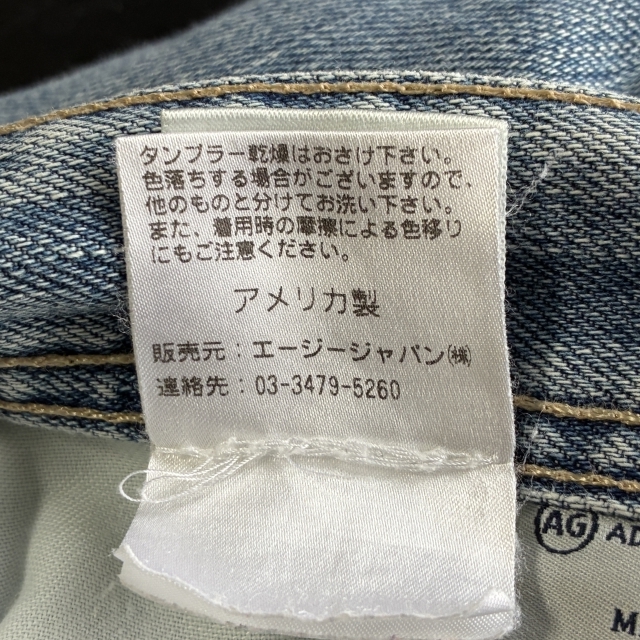 タンブラー乾燥はおさけ下さい。
色落ちする場合がございますので、
他のものと分けてお洗い下さい。
また、着用時の摩擦による色移り
にもご注意ください。
アメリカ製
販売元：エージージャパン㈱
連絡先：03-3479-5260
AG AD
M